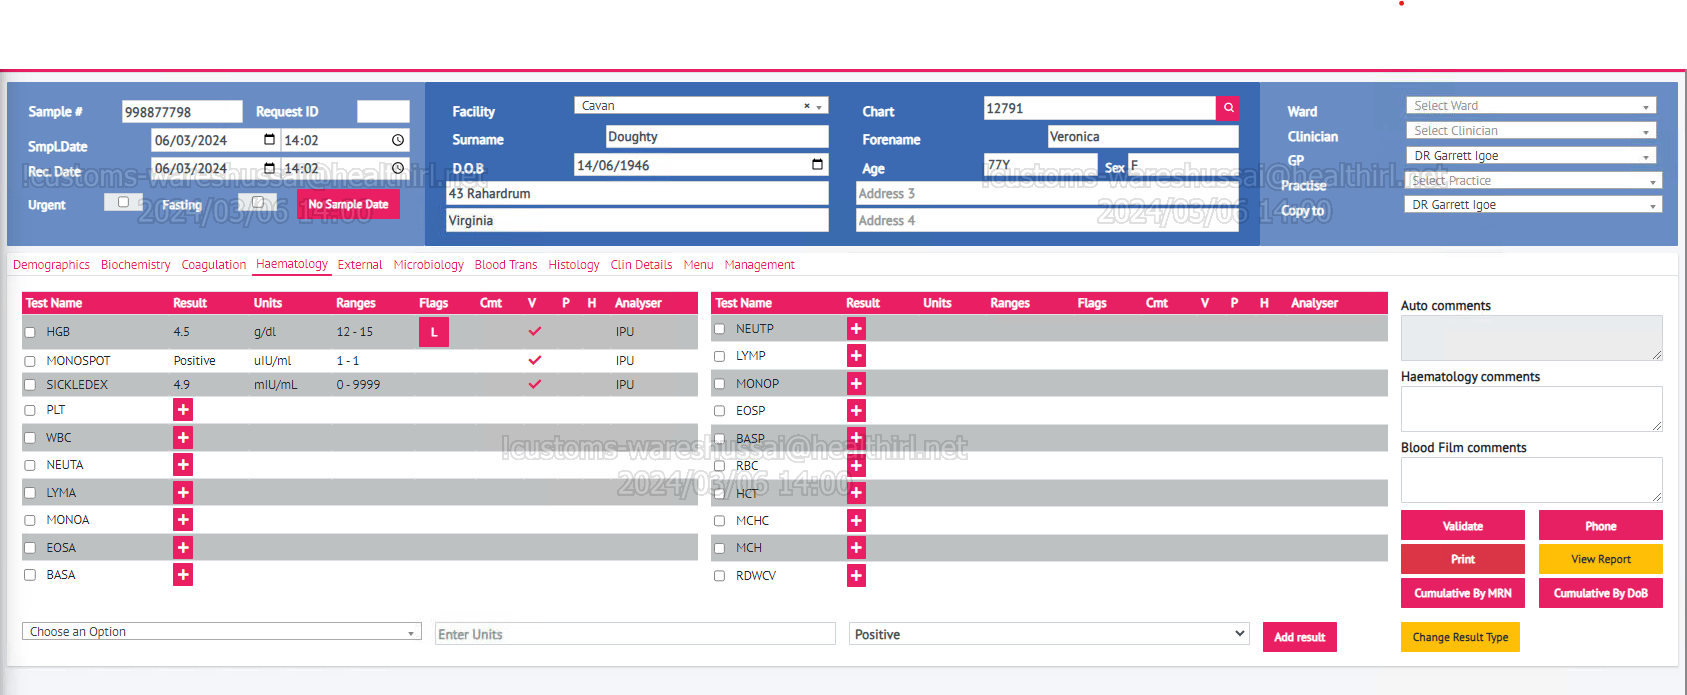 Sample # 998877798 Request ID
Smpl.Date 06/03/2024 14:02
Rec. Date 06/03/2024 14:02
Urgent Fasting No Sample Date
Facility Cavan × Chart 12791
Surname Doughty Forename Veronica
D.O.B 14/06/1946 Age 77Y Sex F
43 Rahardrum Address 3
Virginia Address 4
Ward Select Ward
Clinician Select Clinician
GP DR Garrett Igoe
Practise Select Practice
Copy to DR Garrett Igoe
!customs-wareshussai@healthirl.net
2024/03/06 14:00
!customs-wareshussai@healthirl.net
2024/03/06 14:00
Demographics Biochemistry Coagulation Haematology External Microbiology Blood Trans Histology Clin Details Menu Management
Test Name Result Units Ranges Flags Cmt V P H Analyser
HGB 4.5 g/dl 12 - 15 L IPU
MONOSPOT Positive uIU/ml 1 - 1 IPU
SICKLEDEX 4.9 mIU/mL 0 - 9999 IPU
PLT +
WBC +
NEUTA +
LYMA +
MONOA +
EOSA +
BASA +
Test Name Result Units Ranges Flags Cmt V P H Analyser
NEUTP +
LYMP +
MONOP +
EOSP +
BASP +
RBC +
HCT +
MCHC +
MCH +
RDWCV +
!customs-wareshussai@healthirl.net
2024/03/06 14:00
Auto comments
Haematology comments
Blood Film comments
Validate Phone
Print View Report
Cumulative By MRN Cumulative By DoB
Choose an Option Enter Units Positive Add result Change Result Type